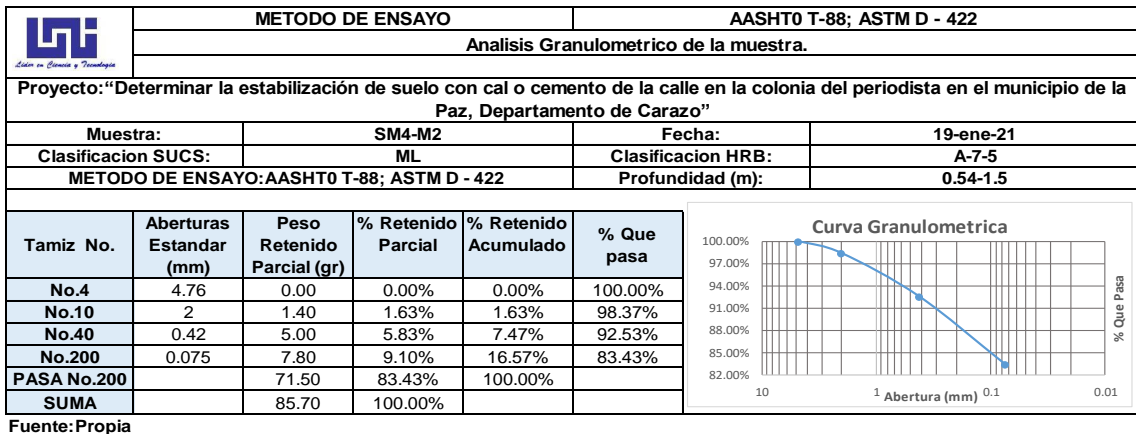 METODO DE ENSAYO AASHT0 T-88; ASTM D - 422
Analisis Granulometrico de la muestra.
Líder en Ciencia y Tecnología
Proyecto:“Determinar la estabilización de suelo con cal o cemento de la calle en la colonia del periodista en el municipio de la
Paz, Departamento de Carazo”
Muestra: SM4-M2 Fecha: 19-ene-21
Clasificacion SUCS: ML Clasificacion HRB: A-7-5
METODO DE ENSAYO:AASHT0 T-88; ASTM D - 422 Profundidad (m): 0.54-1.5
Tamiz No. Aberturas Estandar (mm) Peso Retenido Parcial (gr) % Retenido Parcial % Retenido Acumulado % Que pasa
No.4 4.76 0.00 0.00% 0.00% 100.00%
No.10 2 1.40 1.63% 1.63% 98.37%
No.40 0.42 5.00 5.83% 7.47% 92.53%
No.200 0.075 7.80 9.10% 16.57% 83.43%
PASA No.200 71.50 83.43% 100.00%
SUMA 85.70 100.00%
Curva Granulometrica
100.00%
97.00%
94.00%
91.00%
88.00%
85.00%
82.00%
10 1 0.1 0.01
Abertura (mm)
% Que Pasa
Fuente:Propia